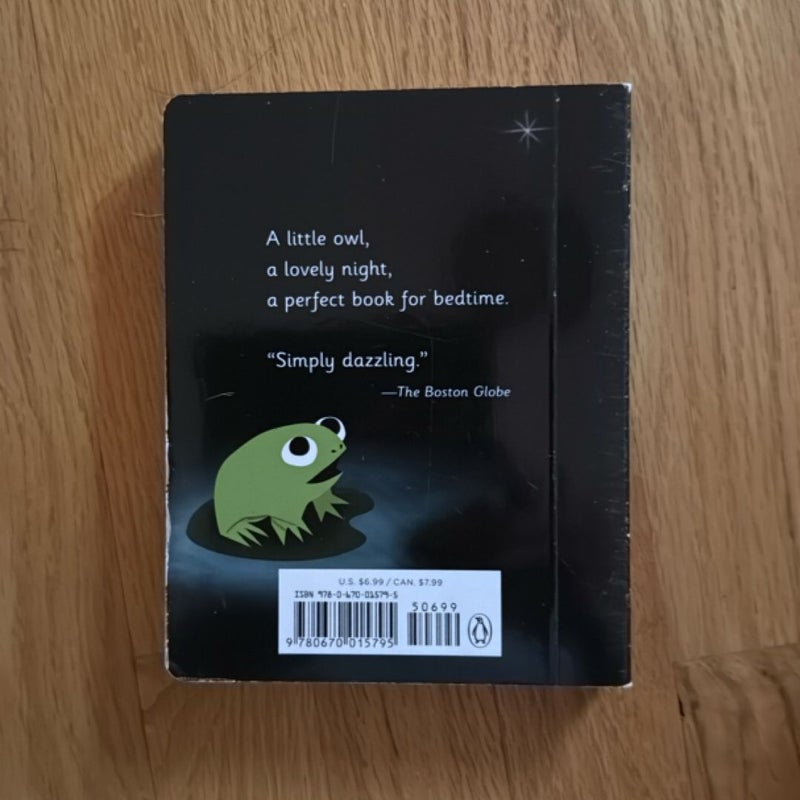 A little owl,
a lovely night,
a perfect book for bedtime.
“Simply dazzling.”
—The Boston Globe
U.S. $6.99 / CAN. $7.99
ISBN 978-0-670-01579-5
50699
9 780670 015795